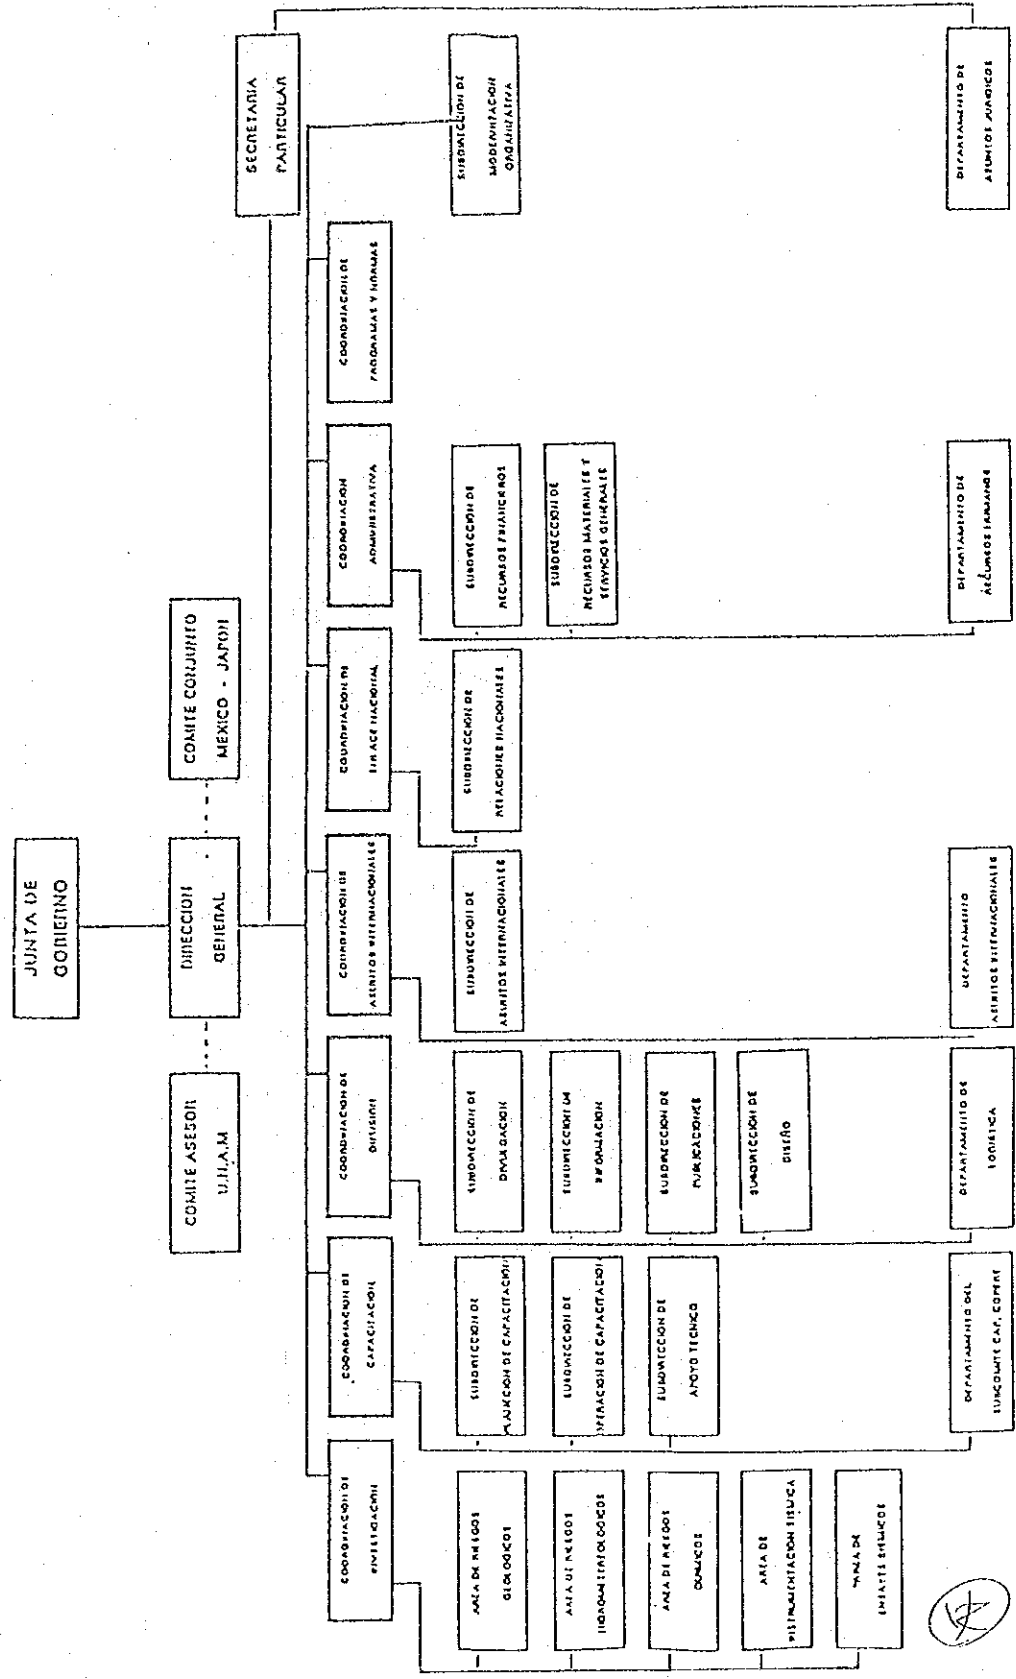 JUNTA DE
GOBIERNO
COMITE ASESOR
U.N.A.M
DIRECCION
GENERAL
COMITE CONJUNTO
MEXICO - JAPON
SECRETARIA
PARTICULAR
COORDINACION DE
INVESTIGACION
COORDINACION DE
CAPACITACION
COORDINACION DE
DIFUSION
COORDINACION DE
ASUNTOS INTERNACIONALES
COORDINACION DE
ENLACE NACIONAL
COORDINACION
ADMINISTRATIVA
COORDINACION DE
PROGRAMAS Y NORMAS
AREA DE RIESGOS
GEOLOGICOS
SUBDIRECCION DE
PLANECION DE CAPACITACION
SUBDIRECCION DE
DIVULGACION
SUBDIRECCION DE
ASUNTOS INTERNACIONALES
SUBDIRECCION DE
RELACIONES NACIONALES
SUBDIRECCION DE
RECURSOS FINANCIEROS
SUBDIRECCION DE
MODERNIZACION
ORGANIZATIVA
AREA DE RIESGOS
HIDROMETEOROLOGICOS
SUBDIRECCION DE
OPERACION DE CAPACITACION
SUBDIRECCION DE
INFORMACION
SUBDIRECCION DE
RECURSOS MATERIALES Y
SERVICIOS GENERALES
AREA DE RIESGOS
QUIMICOS
SUBDIRECCION DE
APOYO TECNICO
SUBDIRECCION DE
PUBLICACIONES
AREA DE
INSTRUMENTACION SISMICA
SUBDIRECCION DE
DISEÑO
AREA DE
ENSAYES SISMICOS
DEPARTAMENTO DEL
SUBCOMITE CAP.
DEPARTAMENTO DE
LOGISTICA
DEPARTAMENTO
ASUNTOS INTERNACIONALES
DEPARTAMENTO DE
RECURSOS HUMANOS
DEPARTAMENTO DE
ASUNTOS JURIDICOS